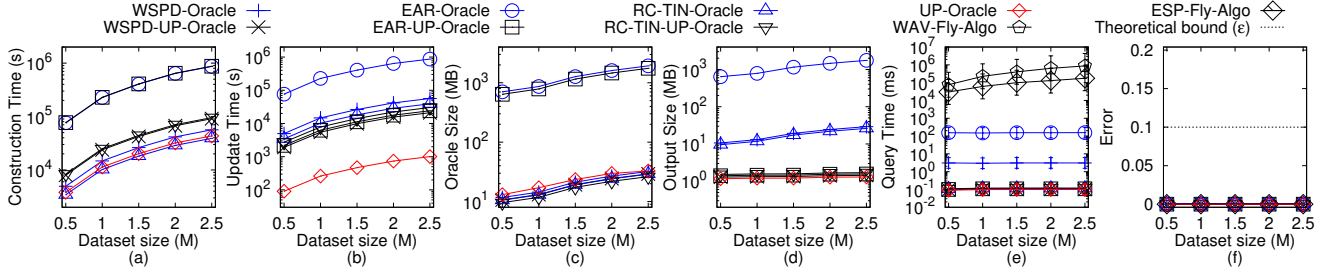 WSPD-Oracle EAR-Oracle RC-TIN-Oracle UP-Oracle ESP-Fly-Algo
WSPD-UP-Oracle EAR-UP-Oracle RC-TIN-UP-Oracle WAV-Fly-Algo Theoretical bound (ε)
Construction Time (s)
10^6
10^5
10^4
0.5 1 1.5 2 2.5
Dataset size (M)
(a)
Update Time (s)
10^6
10^5
10^4
10^3
10^2
0.5 1 1.5 2 2.5
Dataset size (M)
(b)
Oracle Size (MB)
10^3
10^2
10^1
0.5 1 1.5 2 2.5
Dataset size (M)
(c)
Output Size (MB)
10^3
10^2
10^1
10^0
0.5 1 1.5 2 2.5
Dataset size (M)
(d)
Query Time (ms)
10^7
10^6
10^5
10^4
10^3
10^2
10^1
10^0
10^-1
10^-2
0.5 1 1.5 2 2.5
Dataset size (M)
(e)
Error
0.2
0.15
0.1
0.05
0
0.5 1 1.5 2 2.5
Dataset size (M)
(f)